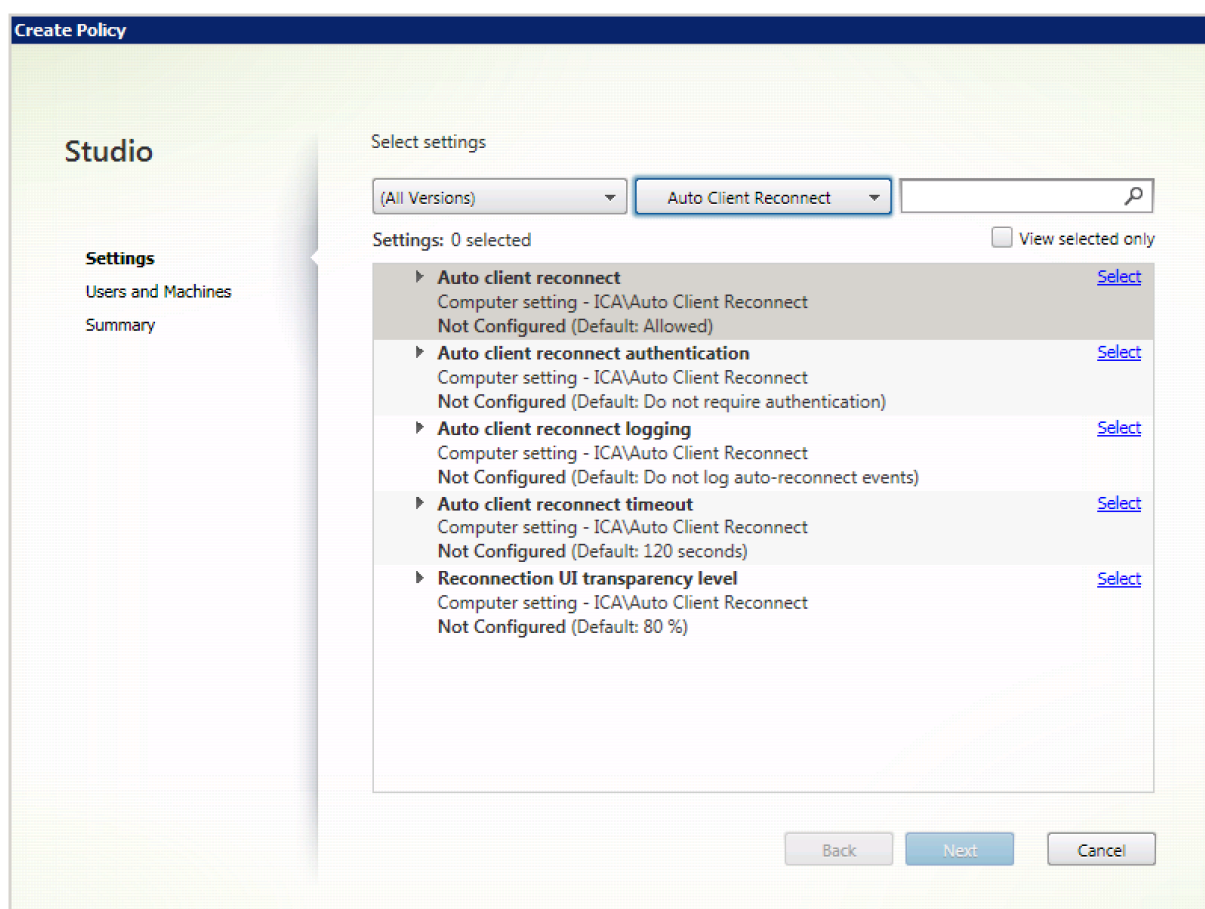 Create Policy
Studio
Settings
Users and Machines
Summary
Select settings
(All Versions)
Auto Client Reconnect
Settings: 0 selected
View selected only
Auto client reconnect
Select
Computer setting - ICA\Auto Client Reconnect
Not Configured (Default: Allowed)
Auto client reconnect authentication
Select
Computer setting - ICA\Auto Client Reconnect
Not Configured (Default: Do not require authentication)
Auto client reconnect logging
Select
Computer setting - ICA\Auto Client Reconnect
Not Configured (Default: Do not log auto-reconnect events)
Auto client reconnect timeout
Select
Computer setting - ICA\Auto Client Reconnect
Not Configured (Default: 120 seconds)
Reconnection UI transparency level
Select
Computer setting - ICA\Auto Client Reconnect
Not Configured (Default: 80 %)
Back
Next
Cancel